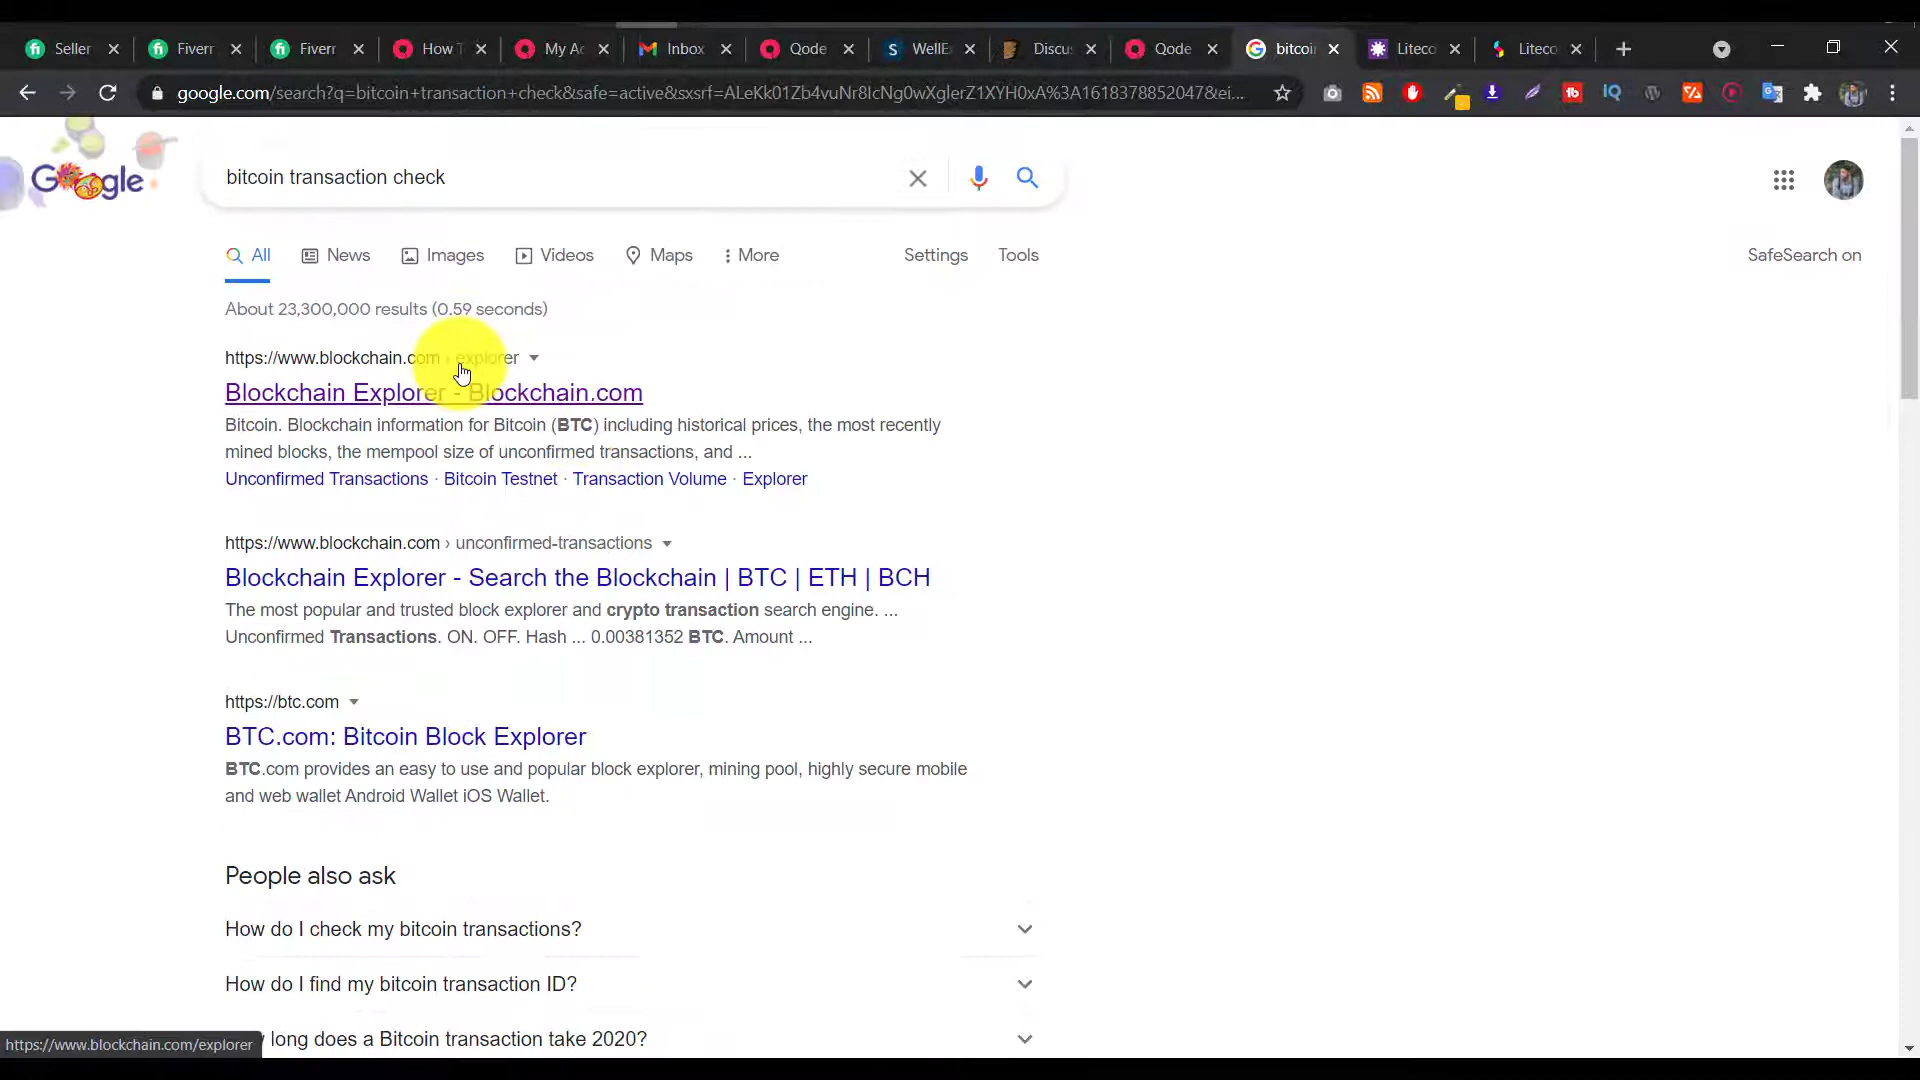 Seller
Fiverr
Fiverr
How T
My Ac
Inbox
Qode
WellE
Discu
Qode
bitcoin
Liteco
Liteco
google.com/search?q=bitcoin+transaction+check&safe=active&sxsrf=ALeKk01Zb4vuNr8IcNg0wXglerZ1XYH0xA%3A1618378852047&ei...
Google
bitcoin transaction check
All
News
Images
Videos
Maps
More
Settings
Tools
SafeSearch on
About 23,300,000 results (0.59 seconds)
https://www.blockchain.com › explorer
Blockchain Explorer - Blockchain.com
Bitcoin. Blockchain information for Bitcoin (BTC) including historical prices, the most recently
mined blocks, the mempool size of unconfirmed transactions, and ...
Unconfirmed Transactions · Bitcoin Testnet · Transaction Volume · Explorer
https://www.blockchain.com › unconfirmed-transactions
Blockchain Explorer - Search the Blockchain | BTC | ETH | BCH
The most popular and trusted block explorer and crypto transaction search engine. ...
Unconfirmed Transactions. ON. OFF. Hash ... 0.00381352 BTC. Amount ...
https://btc.com
BTC.com: Bitcoin Block Explorer
BTC.com provides an easy to use and popular block explorer, mining pool, highly secure mobile
and web wallet Android Wallet iOS Wallet.
People also ask
How do I check my bitcoin transactions?
How do I find my bitcoin transaction ID?
long does a Bitcoin transaction take 2020?
https://www.blockchain.com/explorer